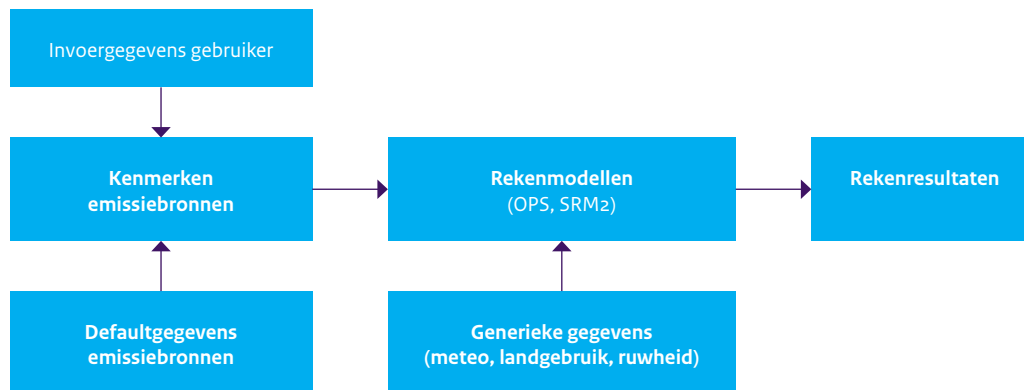 Invoergegevens gebruiker
Kenmerken
emissiebronnen
Rekenmodellen
(OPS, SRM2)
Rekenresultaten
Defaultgegevens
emissiebronnen
Generieke gegevens
(meteo, landgebruik, ruwheid)